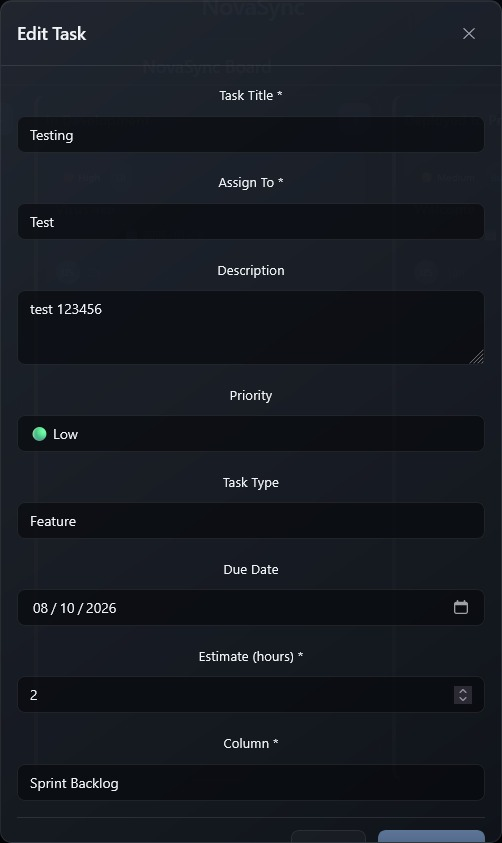 NovaSync
Edit Task
NovaSync Board
Task Title *
Testing
Assign To *
Test
Description
test 123456
Priority
Low
Task Type
Feature
Due Date
08 / 10 / 2026
Estimate (hours) *
2
Column *
Sprint Backlog